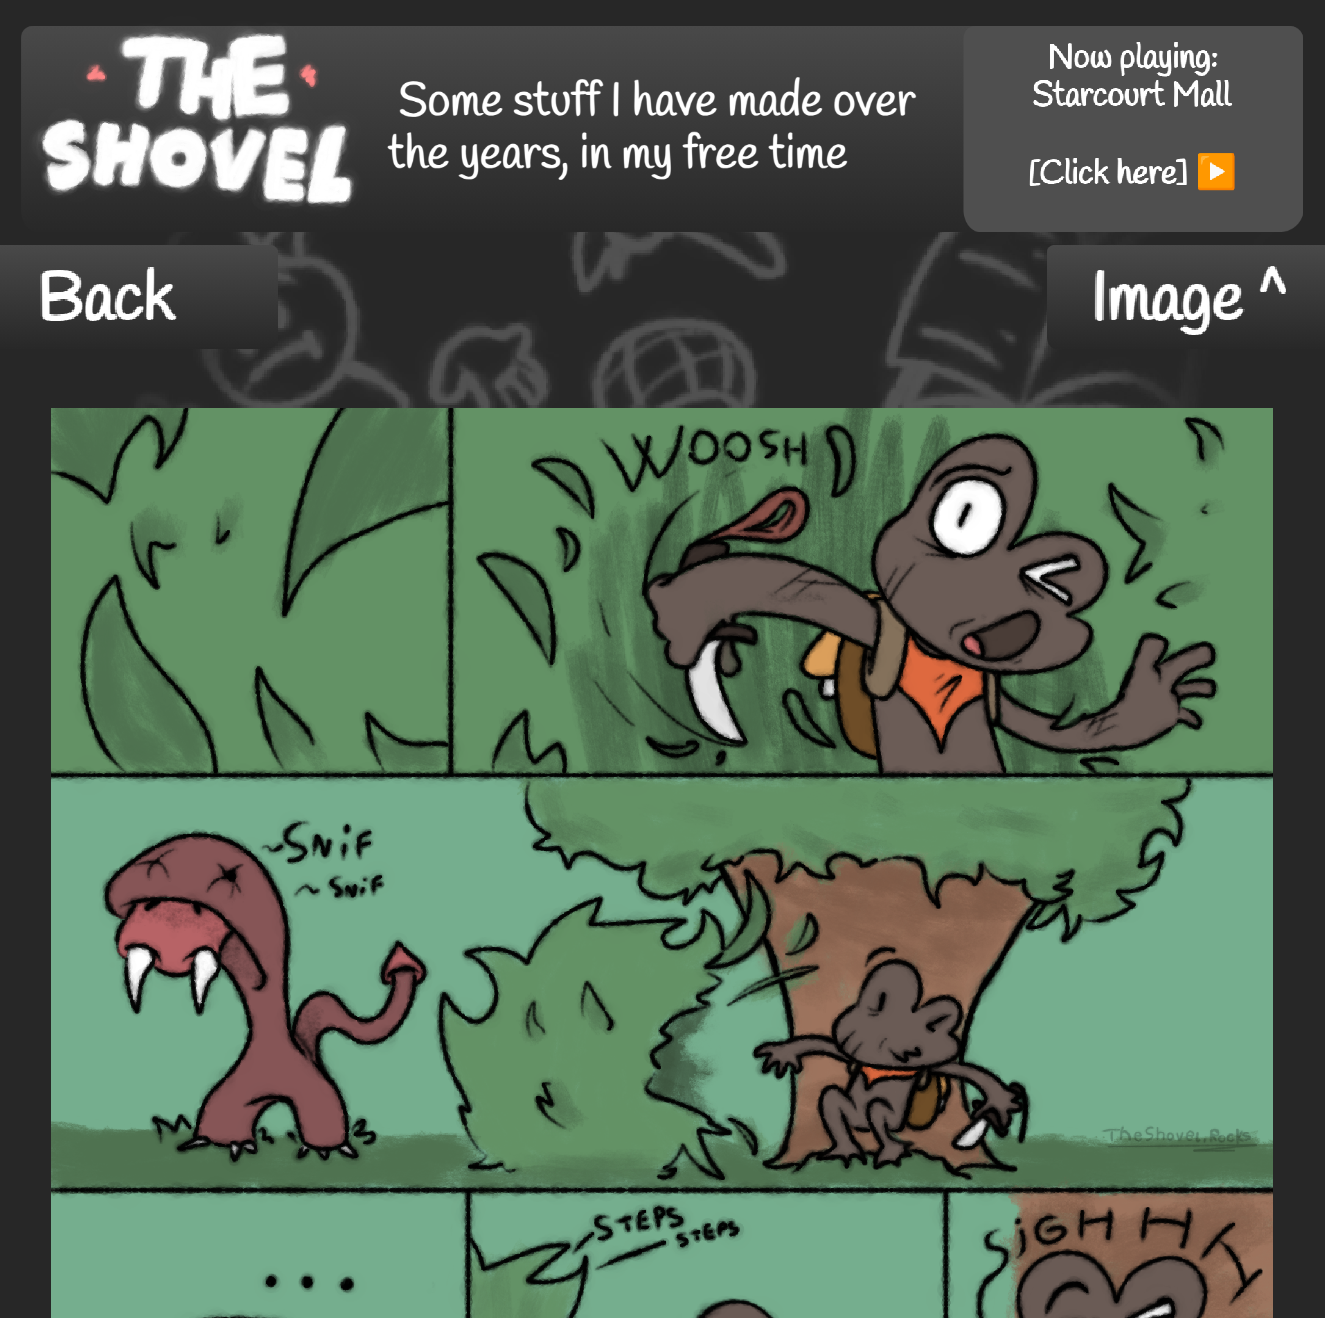 THE
SHOVEL
Some stuff I have made over
the years, in my free time
Now playing:
Starcourt Mall
[Click here] ▶️
Back
Image ^
WOOSH
~SNiF
~SNiF
TheShovel.Rocks
...
STEPS
STEPS
SiGHHH